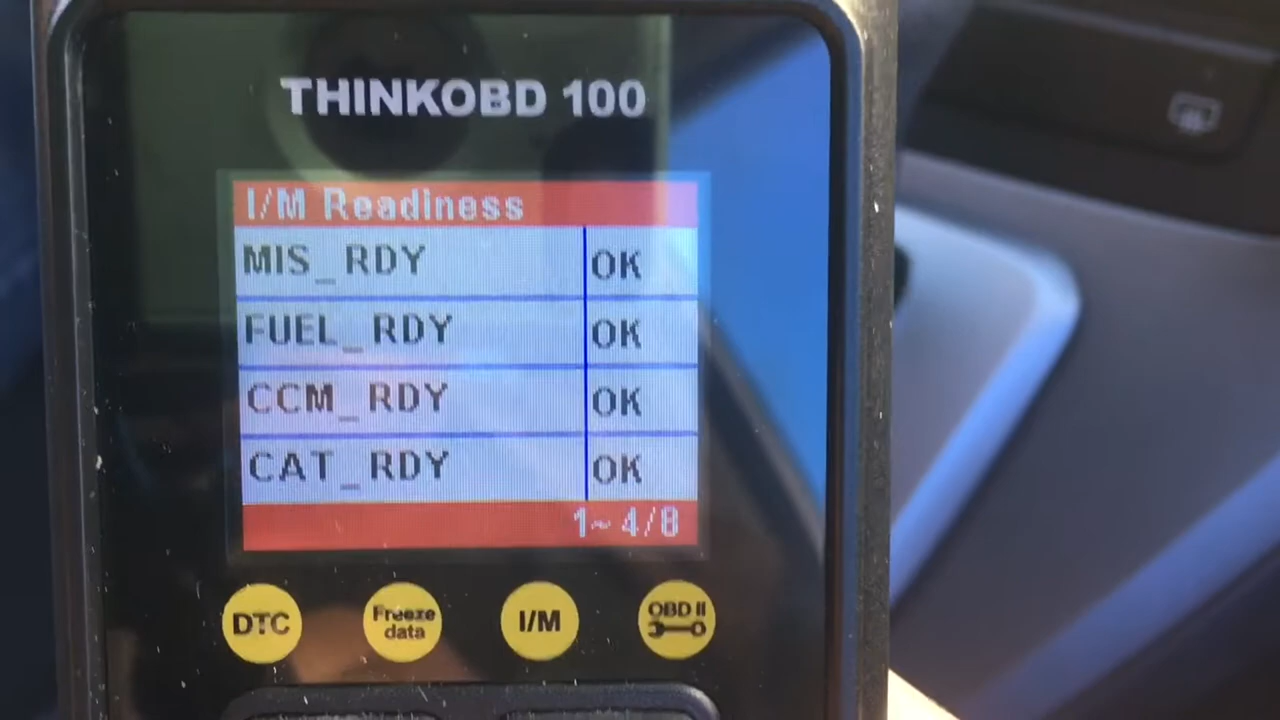 THINKOBD 100
I/M Readiness
MIS_RDY OK
FUEL_RDY OK
CCM_RDY OK
CAT_RDY OK
1~4/8
DTC
Freeze
data
I/M
OBD II